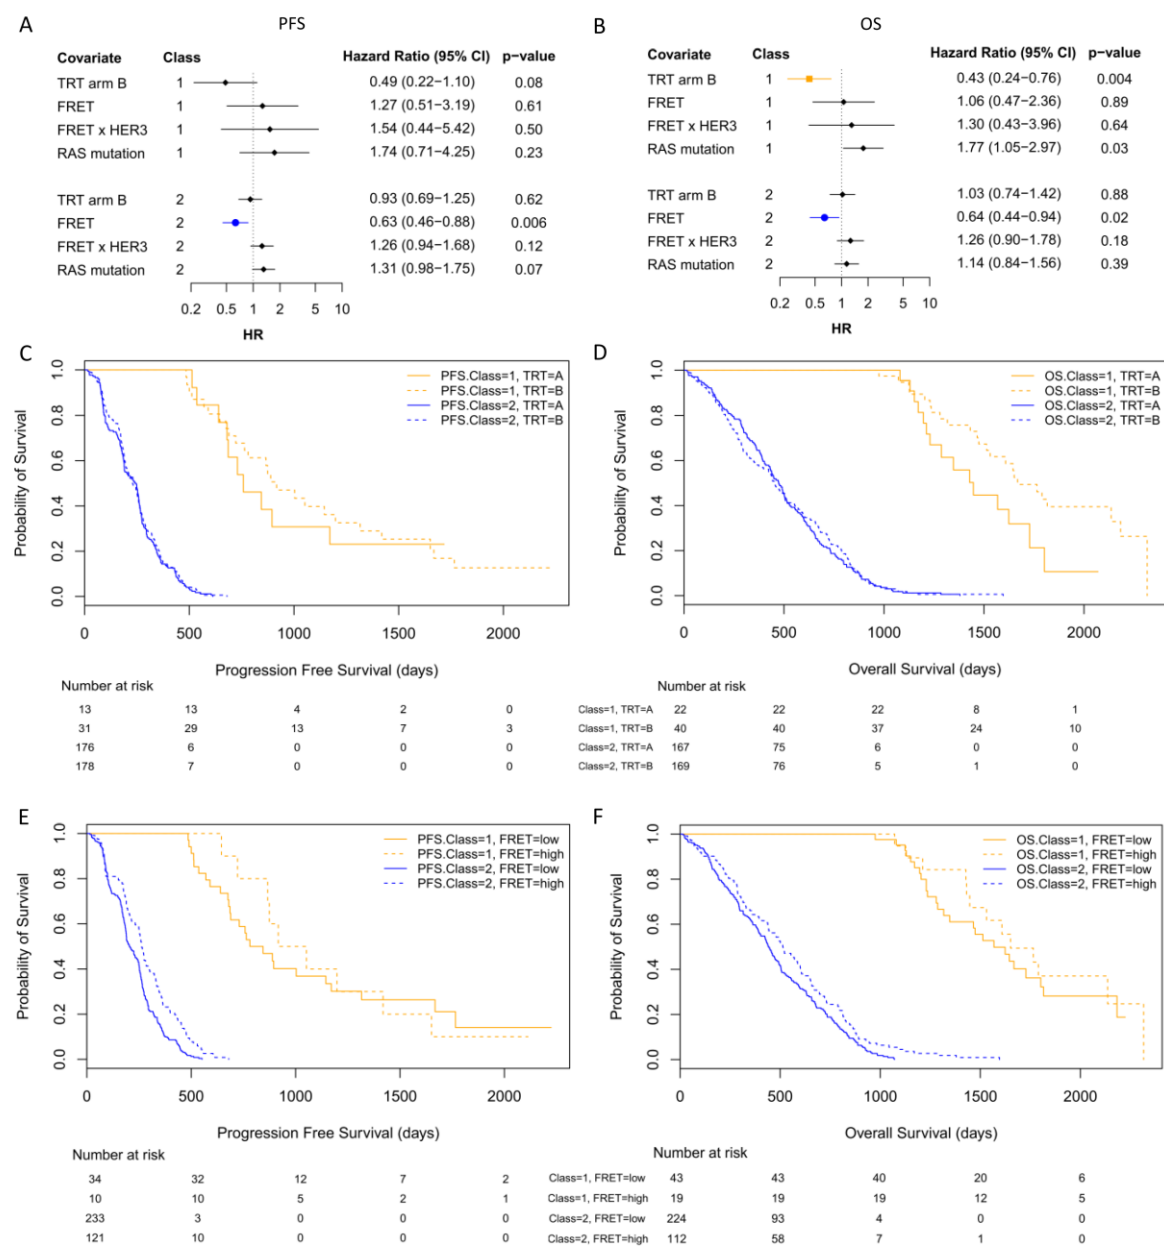 A PFS
Covariate Class Hazard Ratio (95% CI) p−value
TRT arm B 1 0.49 (0.22−1.10) 0.08
FRET 1 1.27 (0.51−3.19) 0.61
FRET x HER3 1 1.54 (0.44−5.42) 0.50
RAS mutation 1 1.74 (0.71−4.25) 0.23
TRT arm B 2 0.93 (0.69−1.25) 0.62
FRET 2 0.63 (0.46−0.88) 0.006
FRET x HER3 2 1.26 (0.94−1.68) 0.12
RAS mutation 2 1.31 (0.98−1.75) 0.07
0.2 0.5 1 2 5 10
HR
B OS
Covariate Class Hazard Ratio (95% CI) p−value
TRT arm B 1 0.43 (0.24−0.76) 0.004
FRET 1 1.06 (0.47−2.36) 0.89
FRET x HER3 1 1.30 (0.43−3.96) 0.64
RAS mutation 1 1.77 (1.05−2.97) 0.03
TRT arm B 2 1.03 (0.74−1.42) 0.88
FRET 2 0.64 (0.44−0.94) 0.02
FRET x HER3 2 1.26 (0.90−1.78) 0.18
RAS mutation 2 1.14 (0.84−1.56) 0.39
0.2 0.5 1 2 5 10
HR
C
Probability of Survival
1.0
0.8
0.6
0.4
0.2
0.0
PFS.Class=1, TRT=A
PFS.Class=1, TRT=B
PFS.Class=2, TRT=A
PFS.Class=2, TRT=B
0 500 1000 1500 2000
Progression Free Survival (days)
Number at risk
13 13 4 2 0
31 29 13 7 3
176 6 0 0 0
178 7 0 0 0
D
Probability of Survival
1.0
0.8
0.6
0.4
0.2
0.0
OS.Class=1, TRT=A
OS.Class=1, TRT=B
OS.Class=2, TRT=A
OS.Class=2, TRT=B
0 500 1000 1500 2000
Overall Survival (days)
Number at risk
Class=1, TRT=A 22 22 22 8 1
Class=1, TRT=B 40 40 37 24 10
Class=2, TRT=A 167 75 6 0 0
Class=2, TRT=B 169 76 5 1 0
E
Probability of Survival
1.0
0.8
0.6
0.4
0.2
0.0
PFS.Class=1, FRET=low
PFS.Class=1, FRET=high
PFS.Class=2, FRET=low
PFS.Class=2, FRET=high
0 500 1000 1500 2000
Progression Free Survival (days)
Number at risk
34 32 12 7 2
10 10 5 2 1
233 3 0 0 0
121 10 0 0 0
F
Probability of Survival
1.0
0.8
0.6
0.4
0.2
0.0
OS.Class=1, FRET=low
OS.Class=1, FRET=high
OS.Class=2, FRET=low
OS.Class=2, FRET=high
0 500 1000 1500 2000
Overall Survival (days)
Number at risk
Class=1, FRET=low 43 43 40 20 6
Class=1, FRET=high 19 19 19 12 5
Class=2, FRET=low 224 93 4 0 0
Class=2, FRET=high 112 58 7 1 0